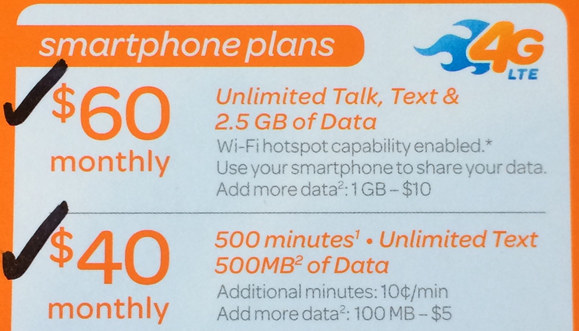 smartphone plans
4G
LTE
$60
monthly
Unlimited Talk, Text &
2.5 GB of Data
Wi-Fi hotspot capability enabled.*
Use your smartphone to share your data.
Add more data²: 1 GB – $10
$40
monthly
500 minutes¹ • Unlimited Text
500MB² of Data
Additional minutes: 10¢/min
Add more data²: 100 MB – $5